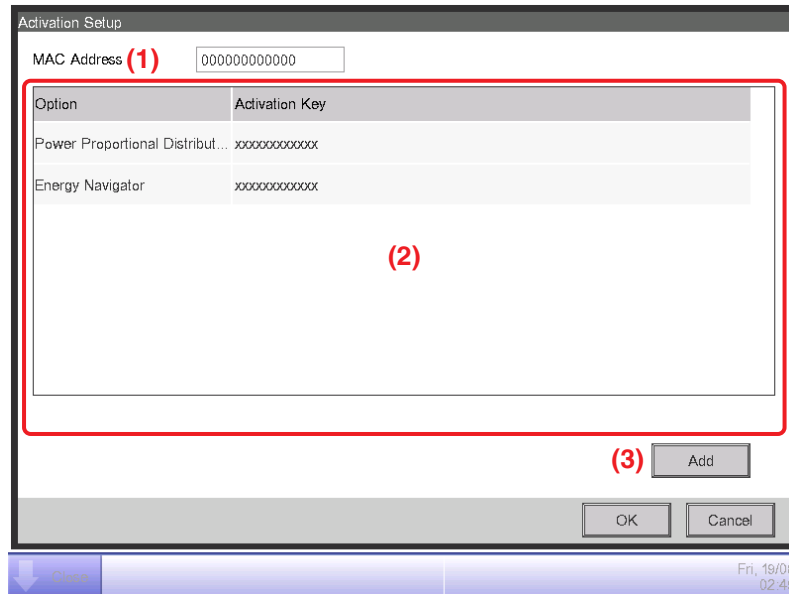 Activation Setup
MAC Address (1) 000000000000
Option Activation Key
Power Proportional Distribut... xxxxxxxxxxxx
Energy Navigator xxxxxxxxxxxx
(2)
(3) Add
OK Cancel
Fri, 19/0
02:4